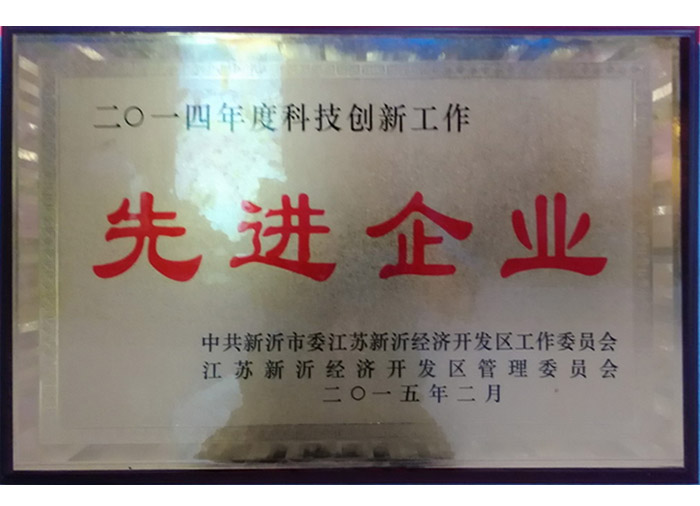 二〇一四年度科技创新工作
先进企业
中共新沂市委江苏新沂经济开发区工作委员会
江苏新沂经济开发区管理委员会
二〇一五年二月